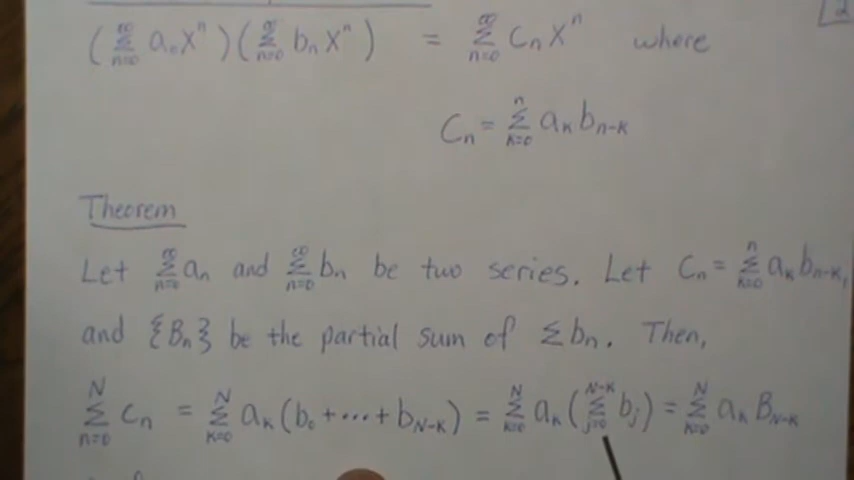 (∑_{n=0}^{∞} a_n x^n)(∑_{n=0}^{∞} b_n x^n) = ∑_{n=0}^{∞} C_n x^n where
C_n = ∑_{k=0}^{n} a_k b_{n-k}
Theorem
Let ∑_{n=0}^{∞} a_n and ∑_{n=0}^{∞} b_n be two series. Let C_n = ∑_{k=0}^{n} a_k b_{n-k},
and {B_n} be the partial sum of ∑b_n. Then,
∑_{n=0}^{N} C_n = ∑_{k=0}^{N} a_k (b_0 + ... + b_{N-k}) = ∑_{k=0}^{N} a_k (∑_{j=0}^{N-k} b_j) = ∑_{k=0}^{N} a_k B_{N-k}